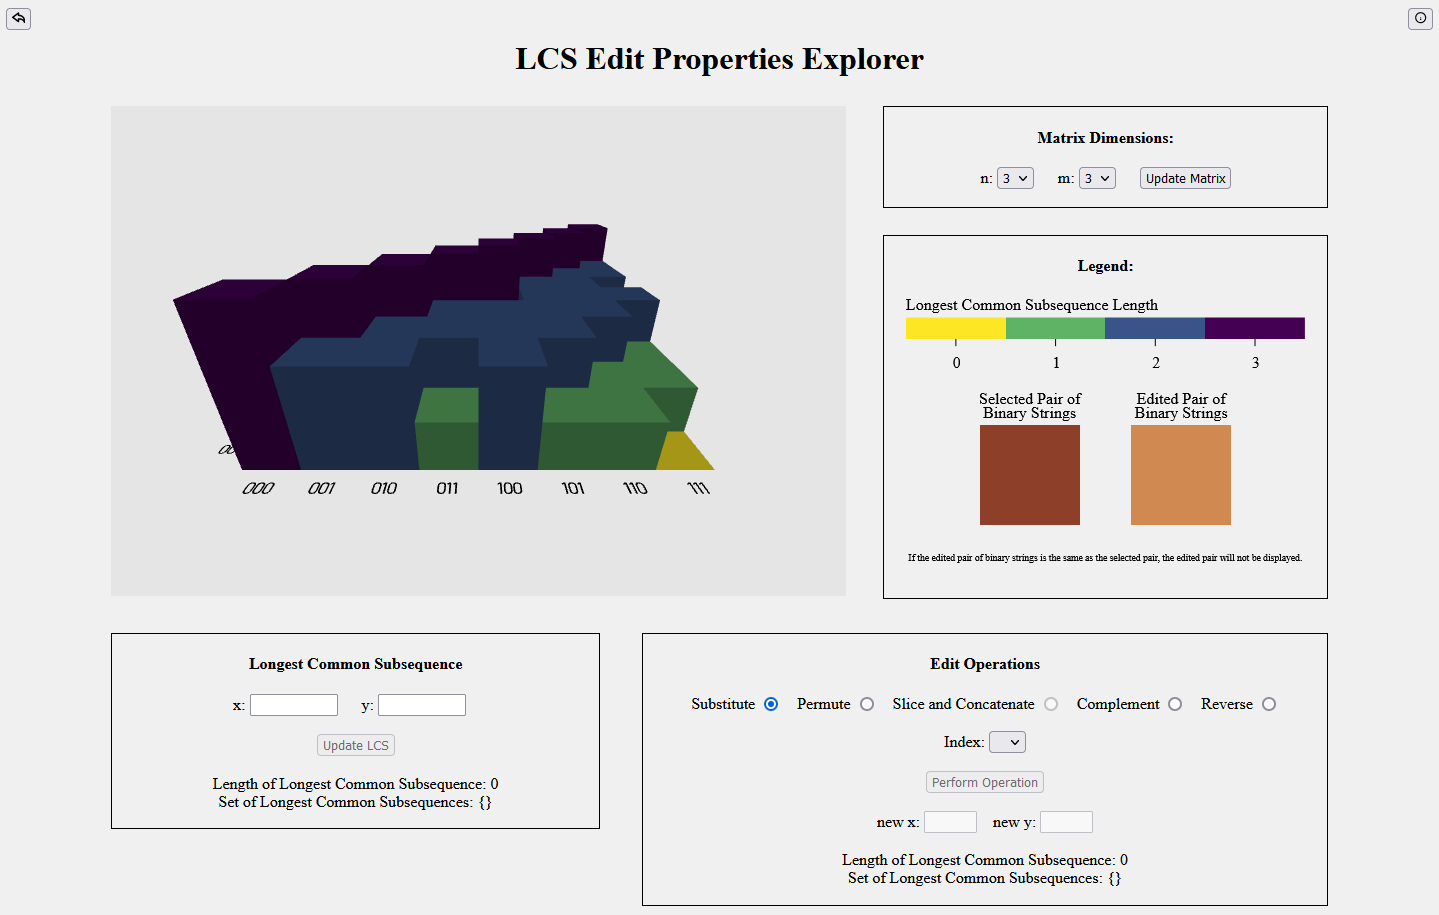 LCS Edit Properties Explorer
000 001 010 011 100 101 110 111
Matrix Dimensions:
n: 3 m: 3 Update Matrix
Legend:
Longest Common Subsequence Length
0 1 2 3
Selected Pair of
Binary Strings
Edited Pair of
Binary Strings
If the edited pair of binary strings is the same as the selected pair, the edited pair will not be displayed.
Longest Common Subsequence
x: y:
Update LCS
Length of Longest Common Subsequence: 0
Set of Longest Common Subsequences: {}
Edit Operations
Substitute Permute Slice and Concatenate Complement Reverse
Index:
Perform Operation
new x: new y:
Length of Longest Common Subsequence: 0
Set of Longest Common Subsequences: {}